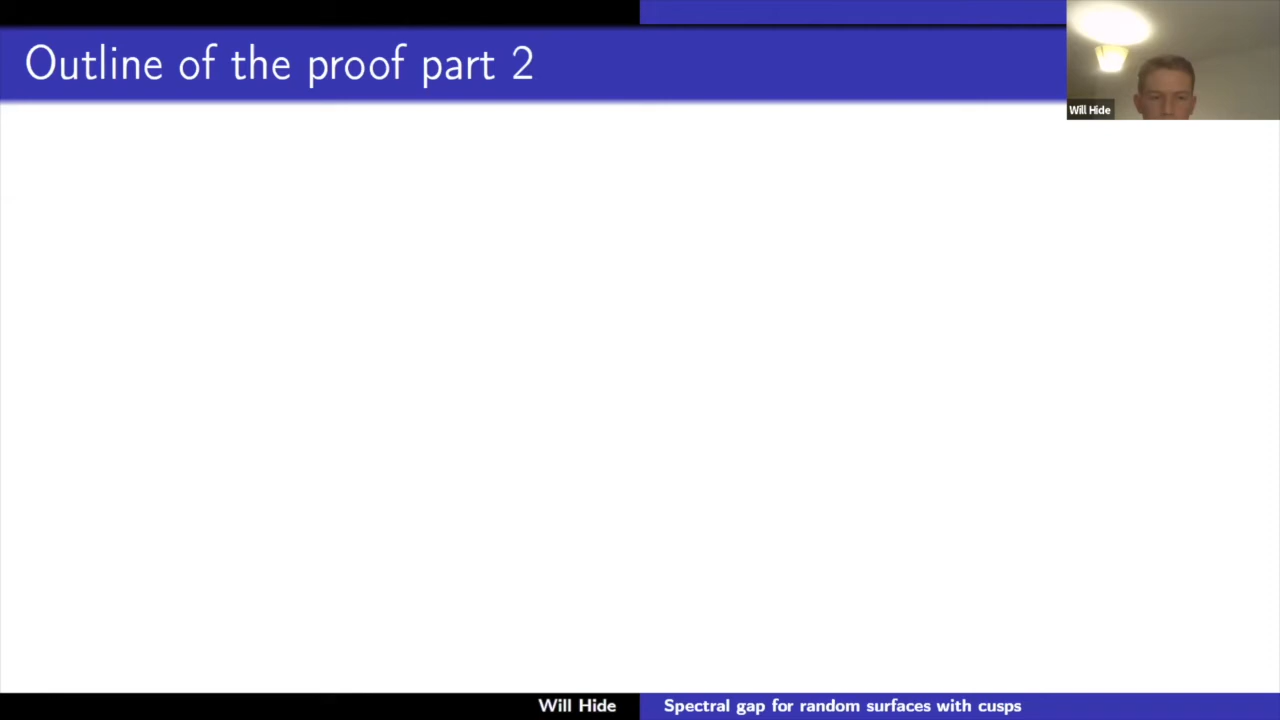 Outline of the proof part 2
Will Hide
Will Hide
Spectral gap for random surfaces with cusps